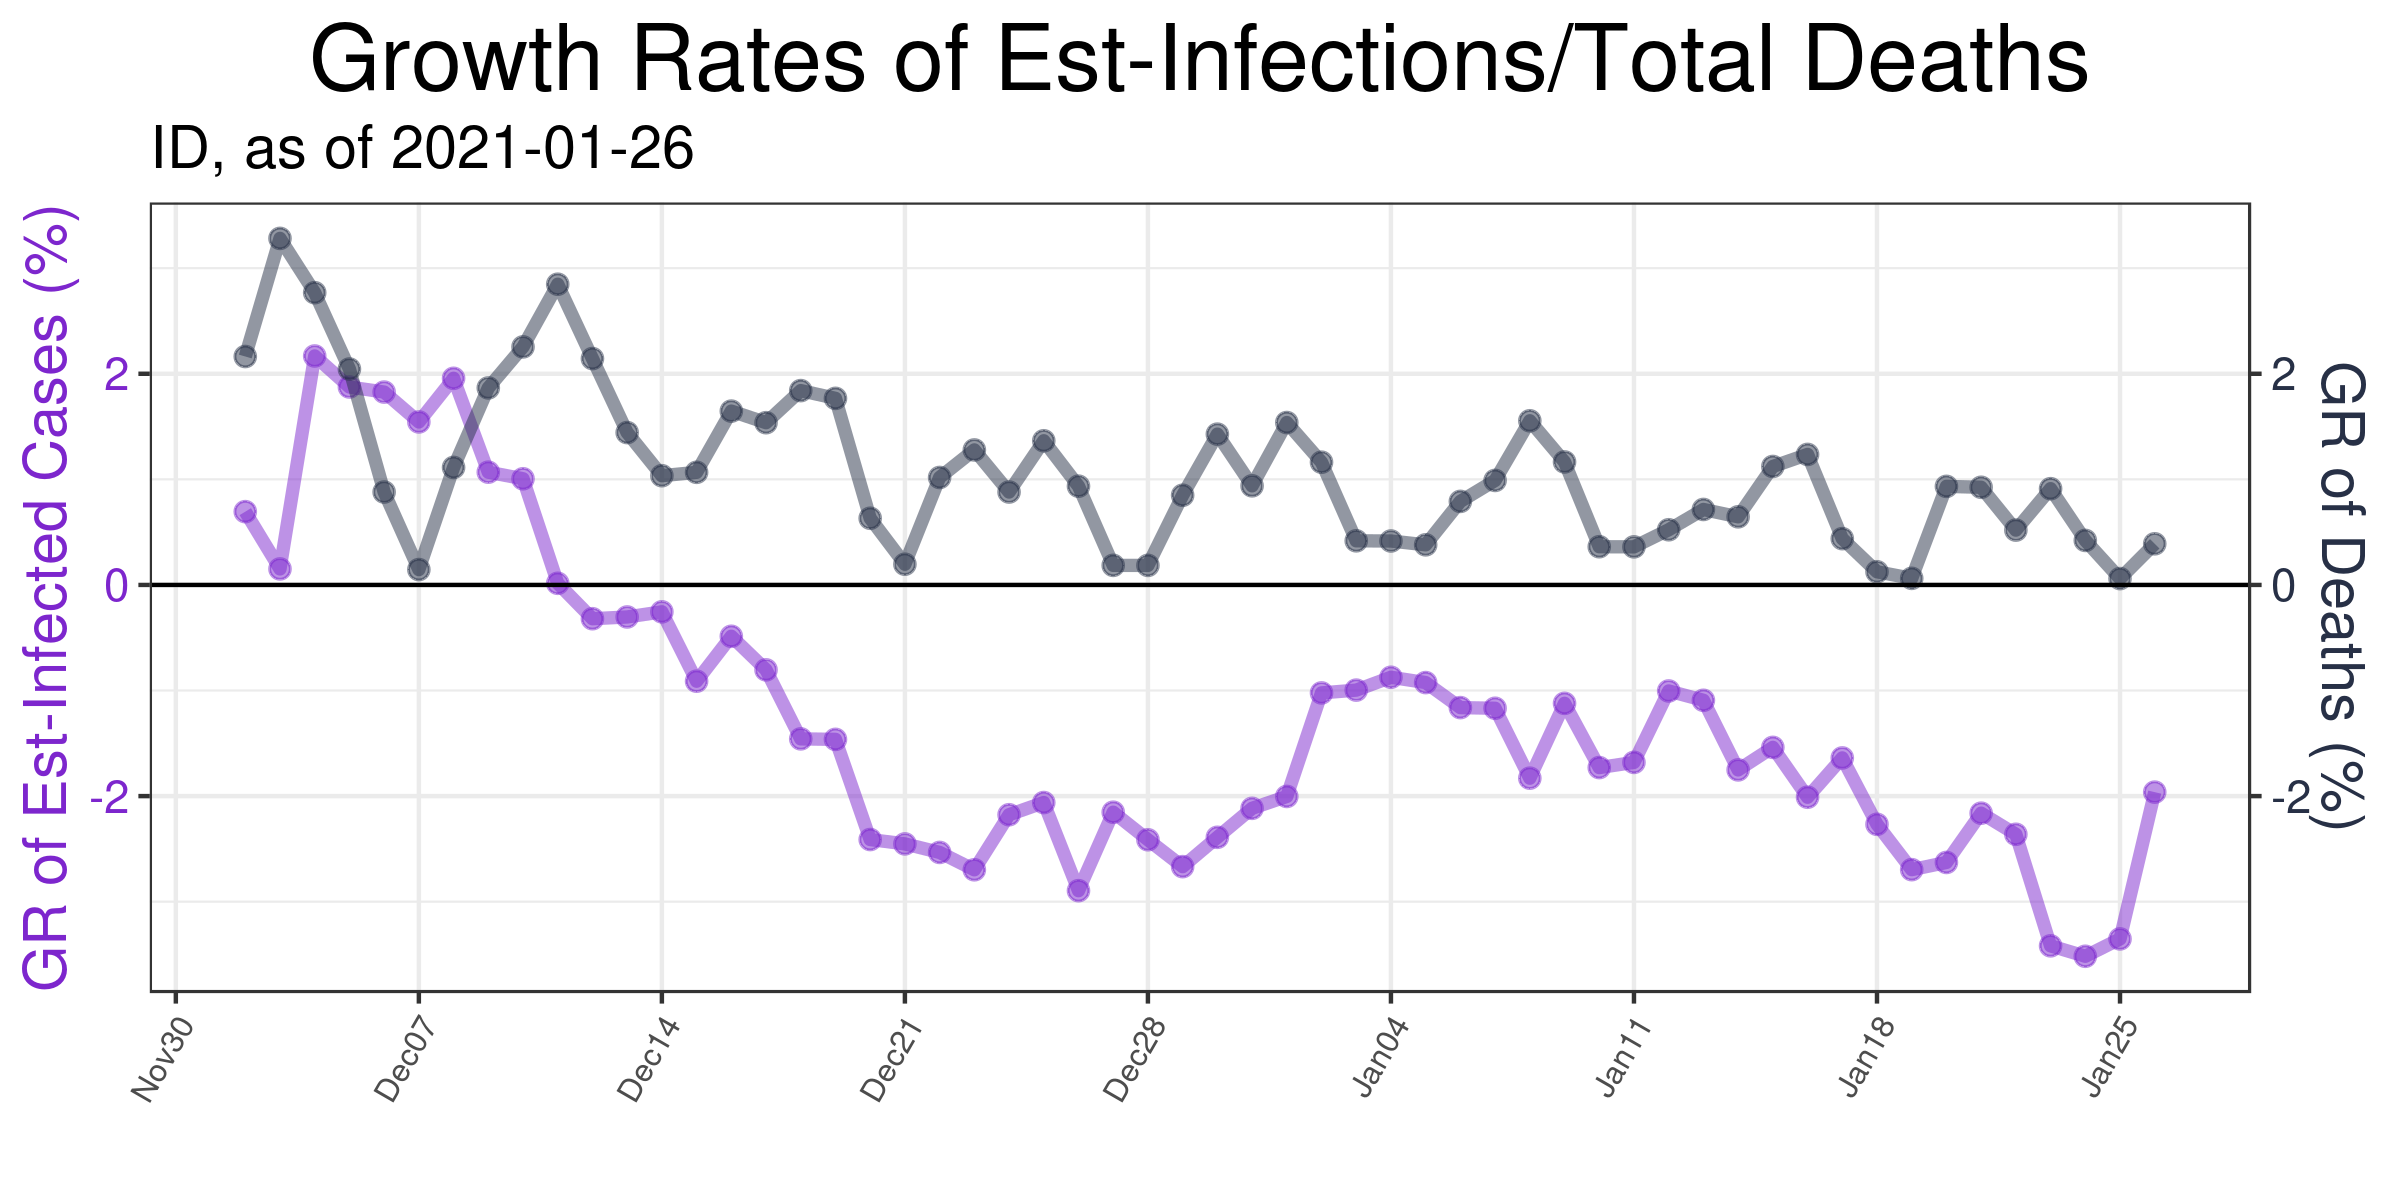 Growth Rates of Est-Infections/Total Deaths
ID, as of 2021-01-26
GR of Est-Infected Cases (%)
2
0
-2
2
0
-2
GR of Deaths (%)
Nov30
Dec07
Dec14
Dec21
Dec28
Jan04
Jan11
Jan18
Jan25